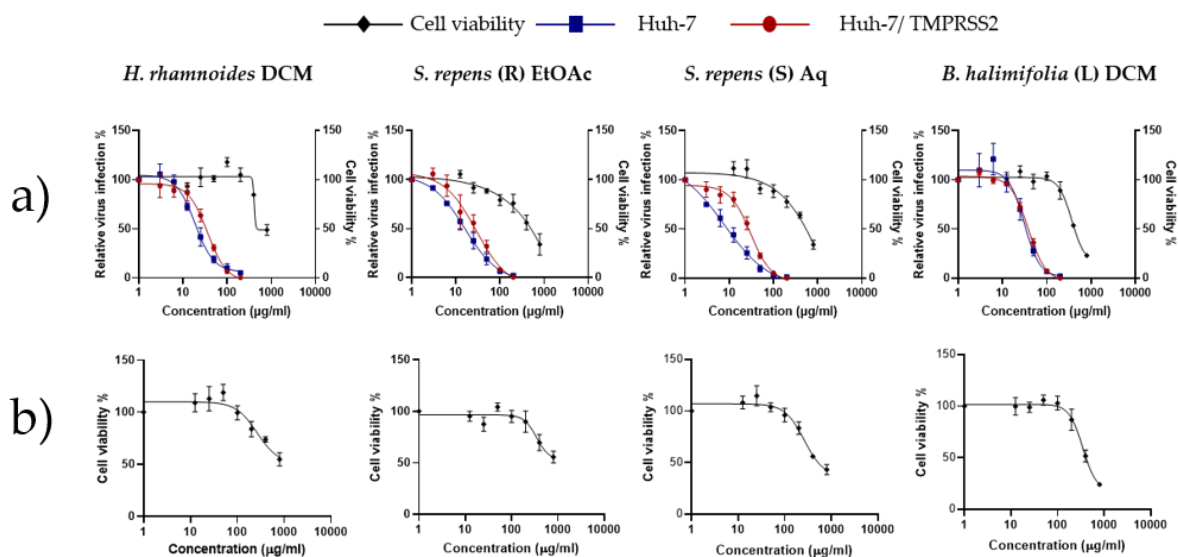 Cell viability Huh-7 Huh-7/ TMPRSS2
H. rhamnoides DCM S. repens (R) EtOAc S. repens (S) Aq B. halimifolia (L) DCM
a)
Relative virus infection %
150
100
50
0
1 10 100 1000 10000
Concentration (µg/ml)
150
100
50
0
Cell viability %
Relative virus infection %
150
100
50
0
1 10 100 1000 10000
Concentration (µg/ml)
150
100
50
0
Cell viability %
Relative virus infection %
150
100
50
0
1 10 100 1000 10000
Concentration (µg/ml)
150
100
50
0
Cell viability %
Relative virus infection %
150
100
50
0
1 10 100 1000 10000
Concentration (µg/ml)
150
100
50
0
Cell viability %
b)
Cell viability %
150
100
50
0
1 10 100 1000 10000
Concentration (µg/ml)
Cell viability %
150
100
50
0
1 10 100 1000 10000
Concentration (µg/ml)
Cell viability %
150
100
50
0
1 10 100 1000 10000
Concentration (µg/ml)
Cell viability %
150
100
50
0
1 10 100 1000 10000
Concentration (µg/ml)